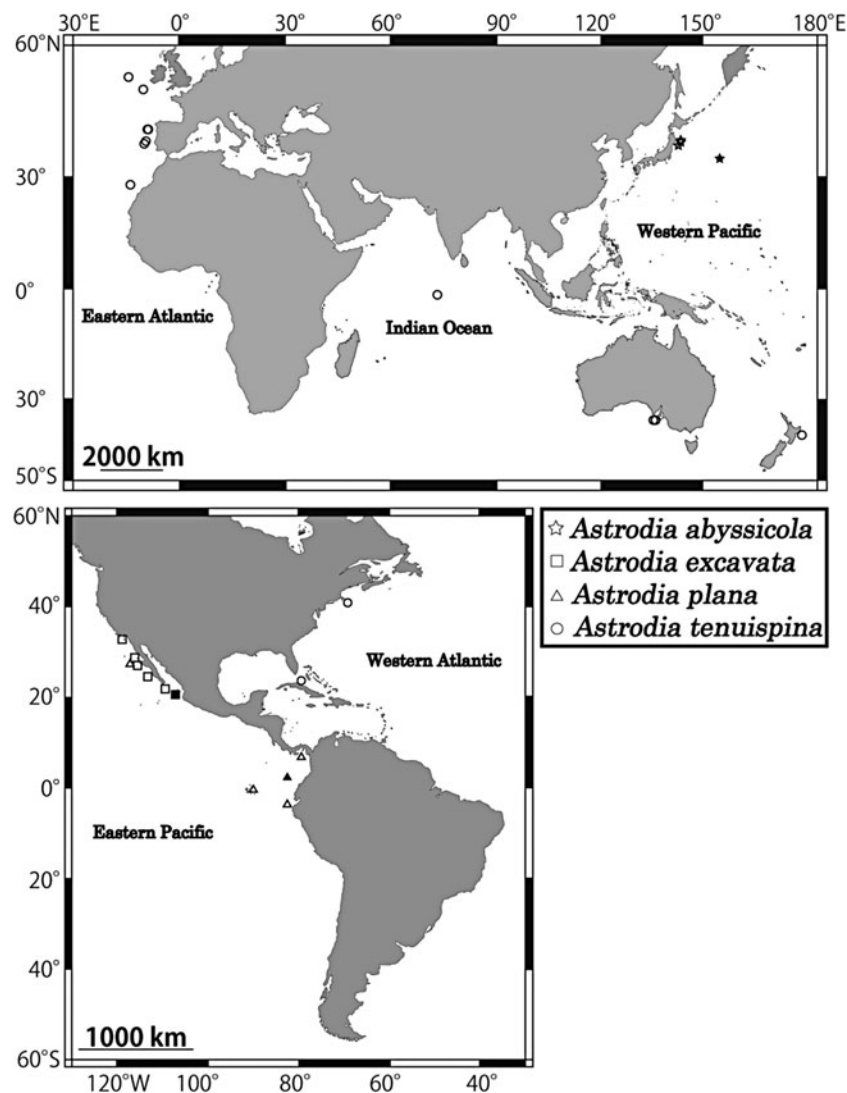 30°E 0° 30° 60° 90° 120° 150° 180°E
60°N
30°
0°
30°
50°S
Western Pacific
Eastern Atlantic
Indian Ocean
2000 km
60°N
40°
20°
0°
20°
40°
60°S
Western Atlantic
Eastern Pacific
1000 km
120°W 100° 80° 60° 40°
Astrodia abyssicola
Astrodia excavata
Astrodia plana
Astrodia tenuispina